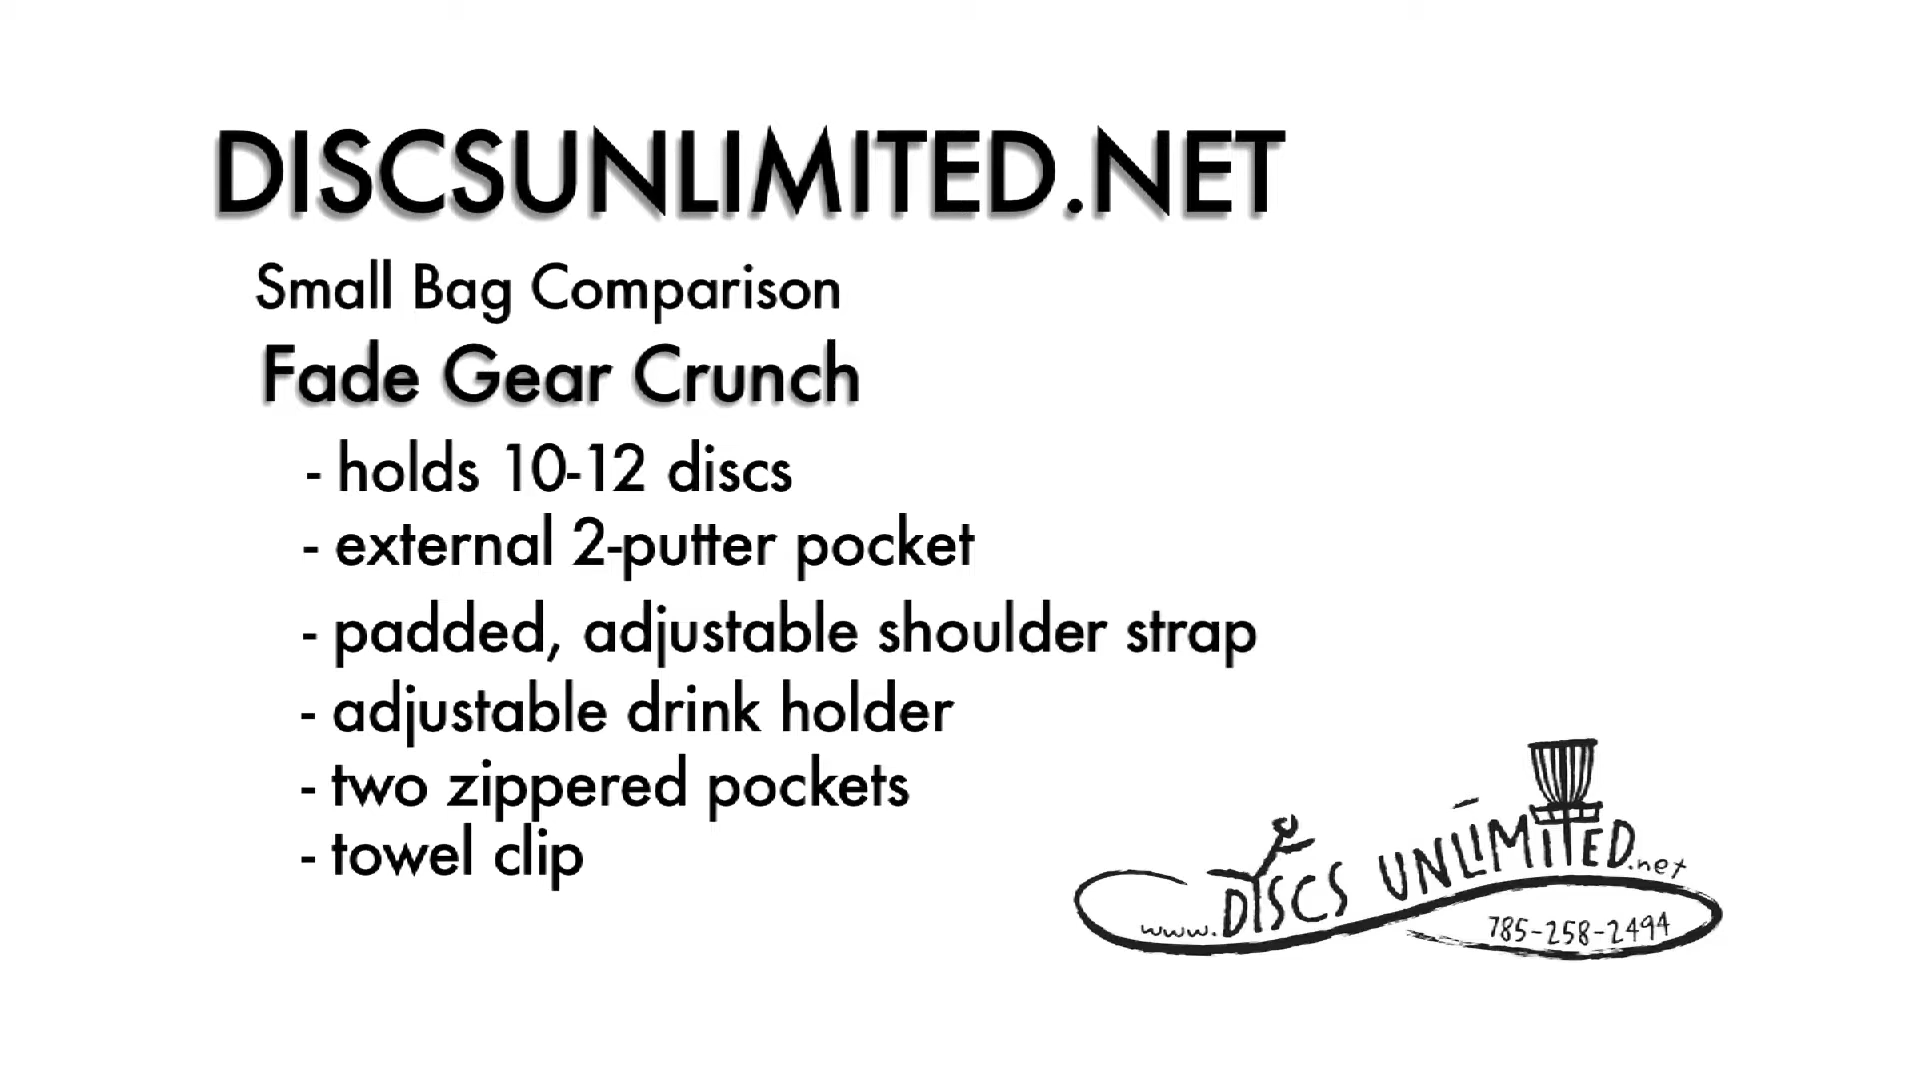 DISCSUNLIMITED.NET
Small Bag Comparison
Fade Gear Crunch
- holds 10-12 discs
- external 2-putter pocket
- padded, adjustable shoulder strap
- adjustable drink holder
- two zippered pockets
- towel clip
www.DISCS UNLIMITED.net
785-258-2494